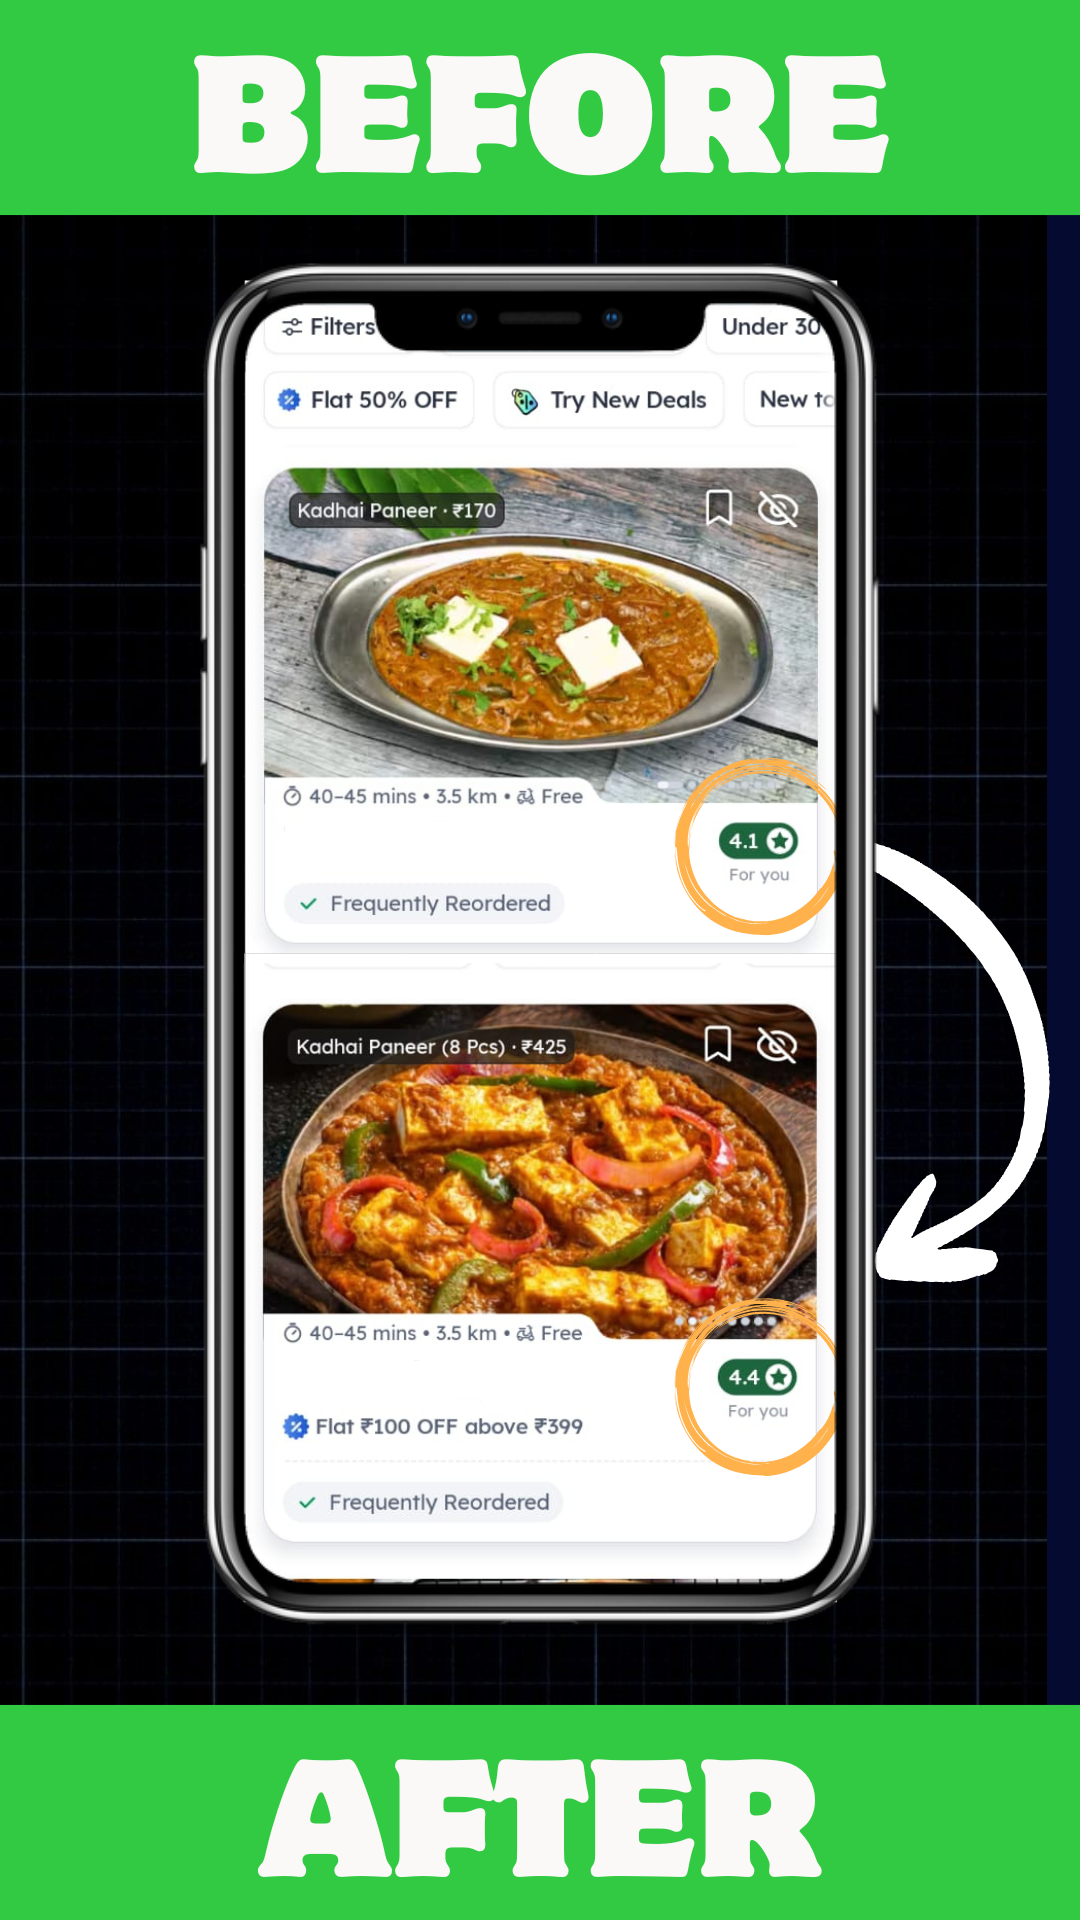 BEFORE
Filters
Under 30
Flat 50% OFF
Try New Deals
New to
Kadhai Paneer · ₹170
40–45 mins • 3.5 km • Free
4.1
For you
Frequently Reordered
Kadhai Paneer (8 Pcs) · ₹425
40–45 mins • 3.5 km • Free
4.4
For you
Flat ₹100 OFF above ₹399
Frequently Reordered
AFTER